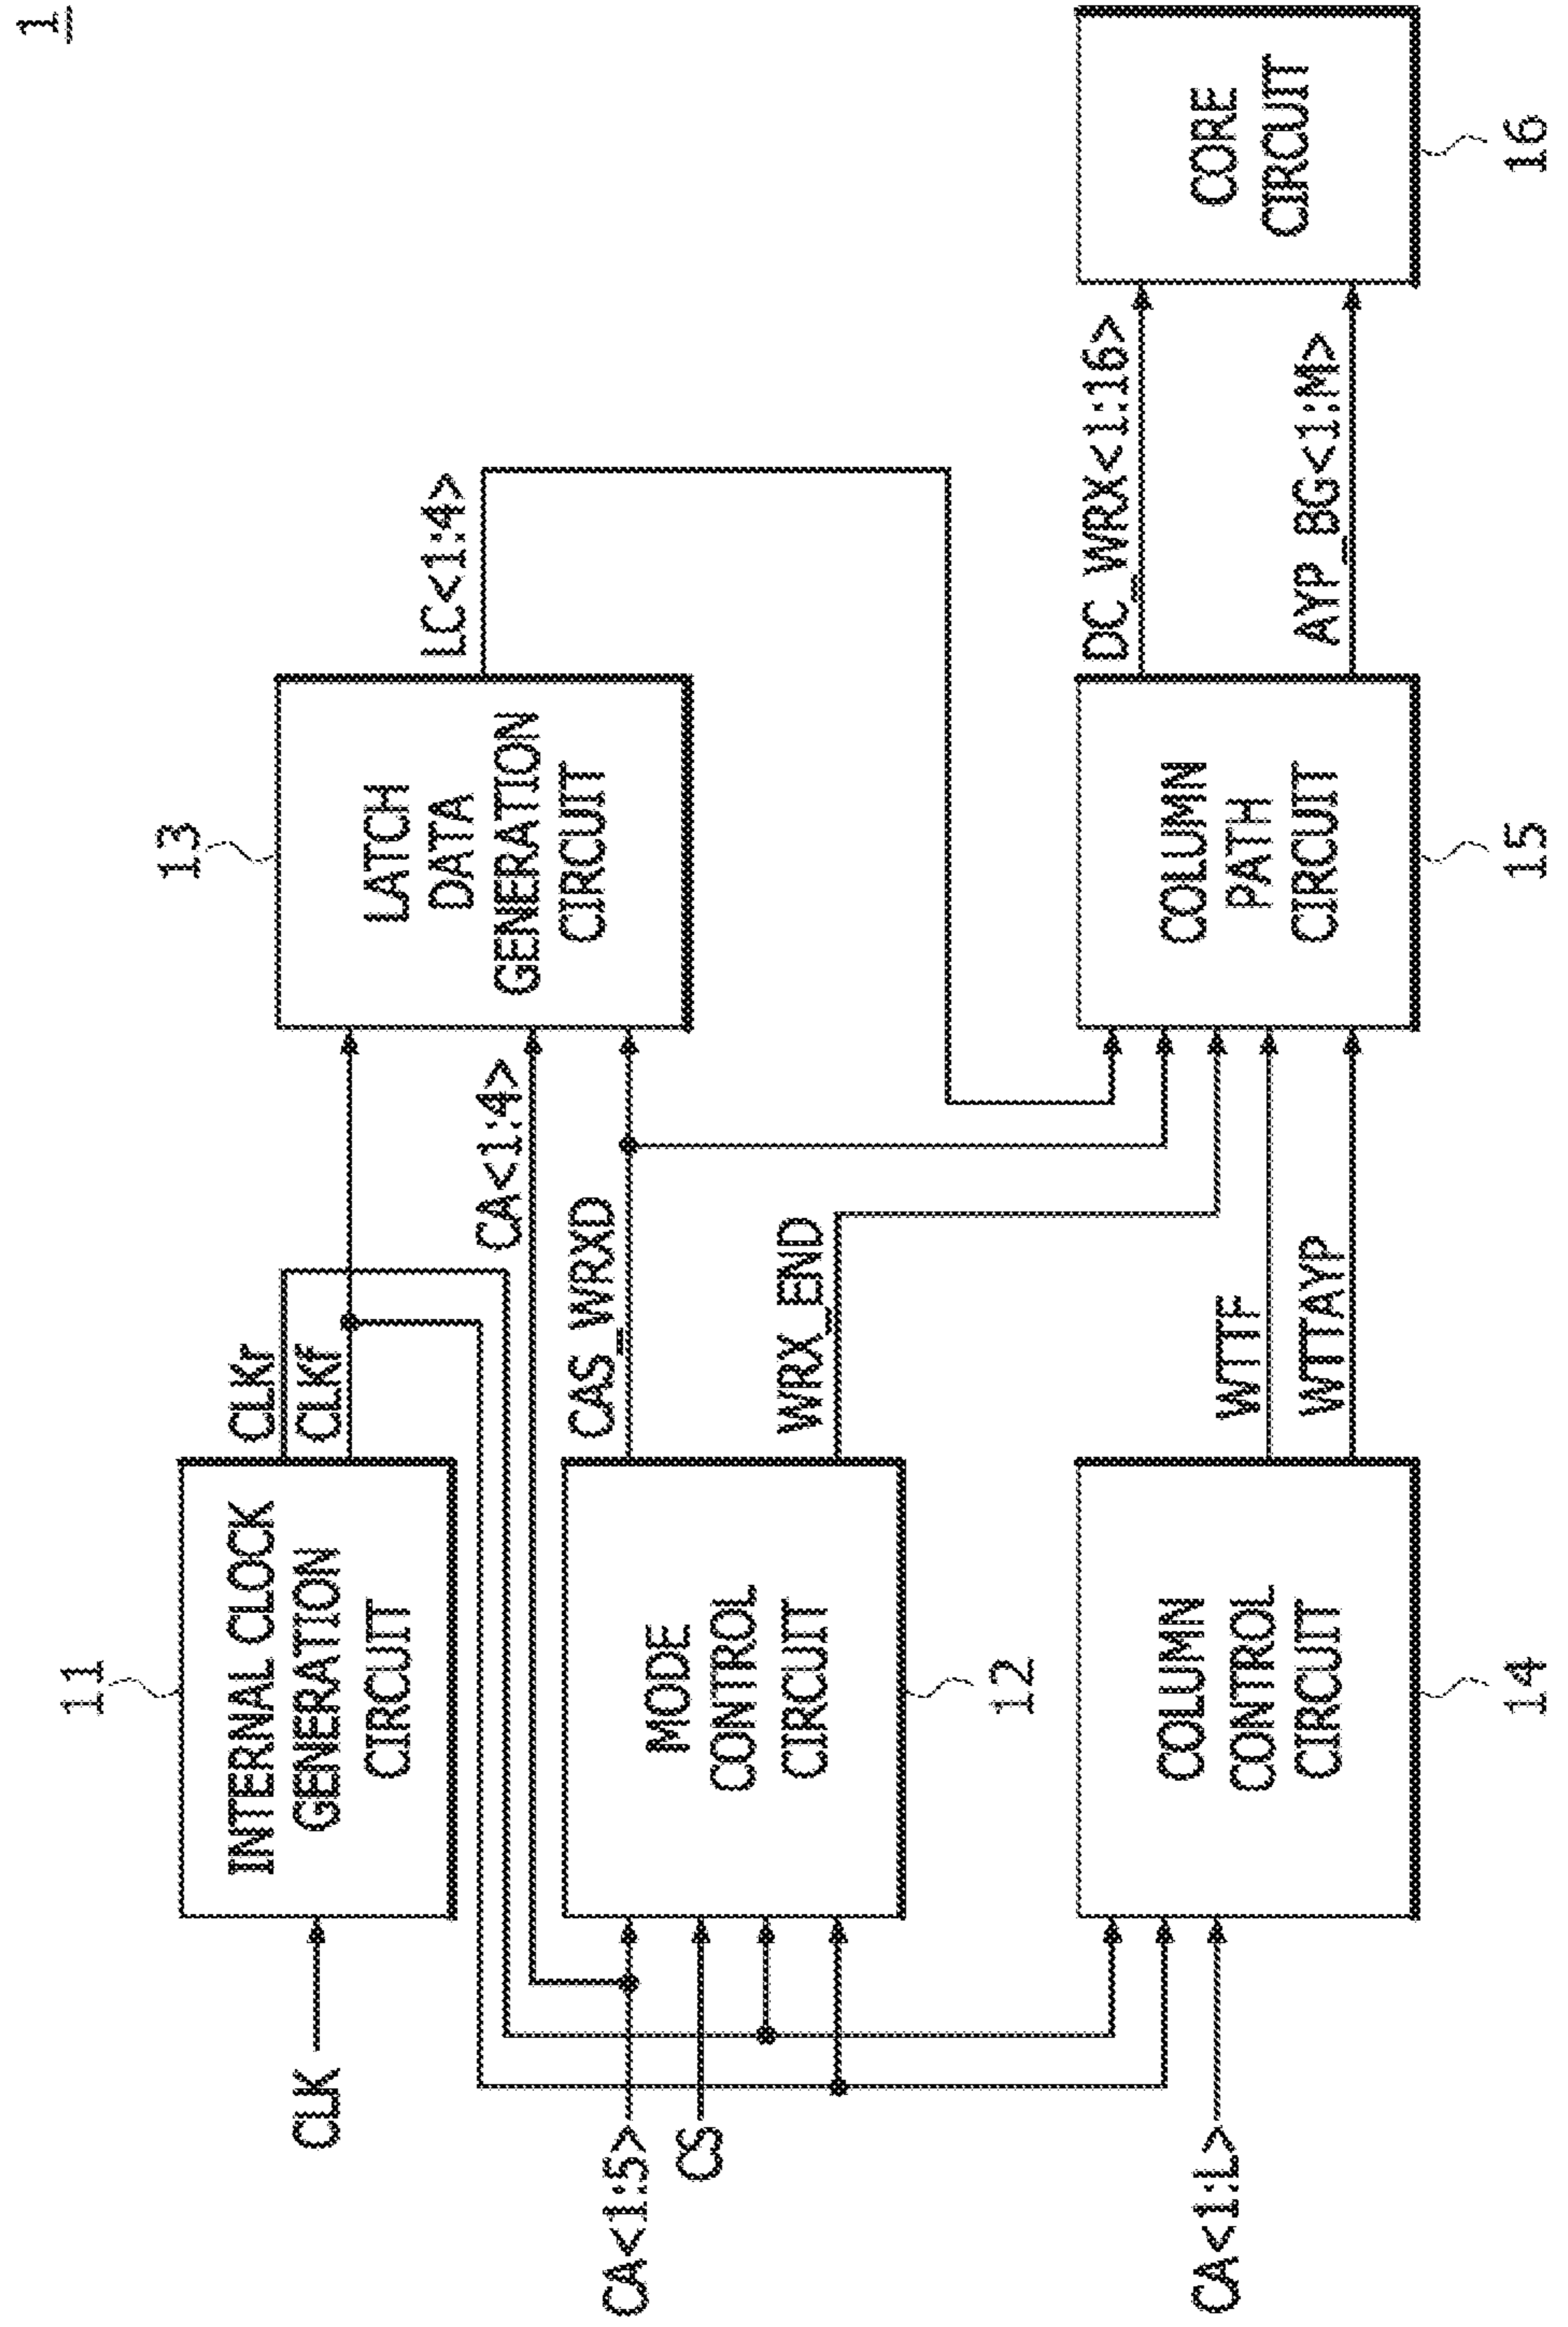 1
11
INTERNAL CLOCK
GENERATION
CIRCUIT
CLK
CLKr
CLKf
13
LATCH
DATA
GENERATION
CIRCUIT
LC<1:4>
CA<1:4>
CA<1:5>
CS
MODE
CONTROL
CIRCUIT
12
CAS_WRXD
WRX_END
CA<1:L>
COLUMN
CONTROL
CIRCUIT
14
WTTF
WTTAYP
COLUMN
PATH
CIRCUIT
15
DC_WRX<1:16>
AYP_BG<1:M>
CORE
CIRCUIT
16